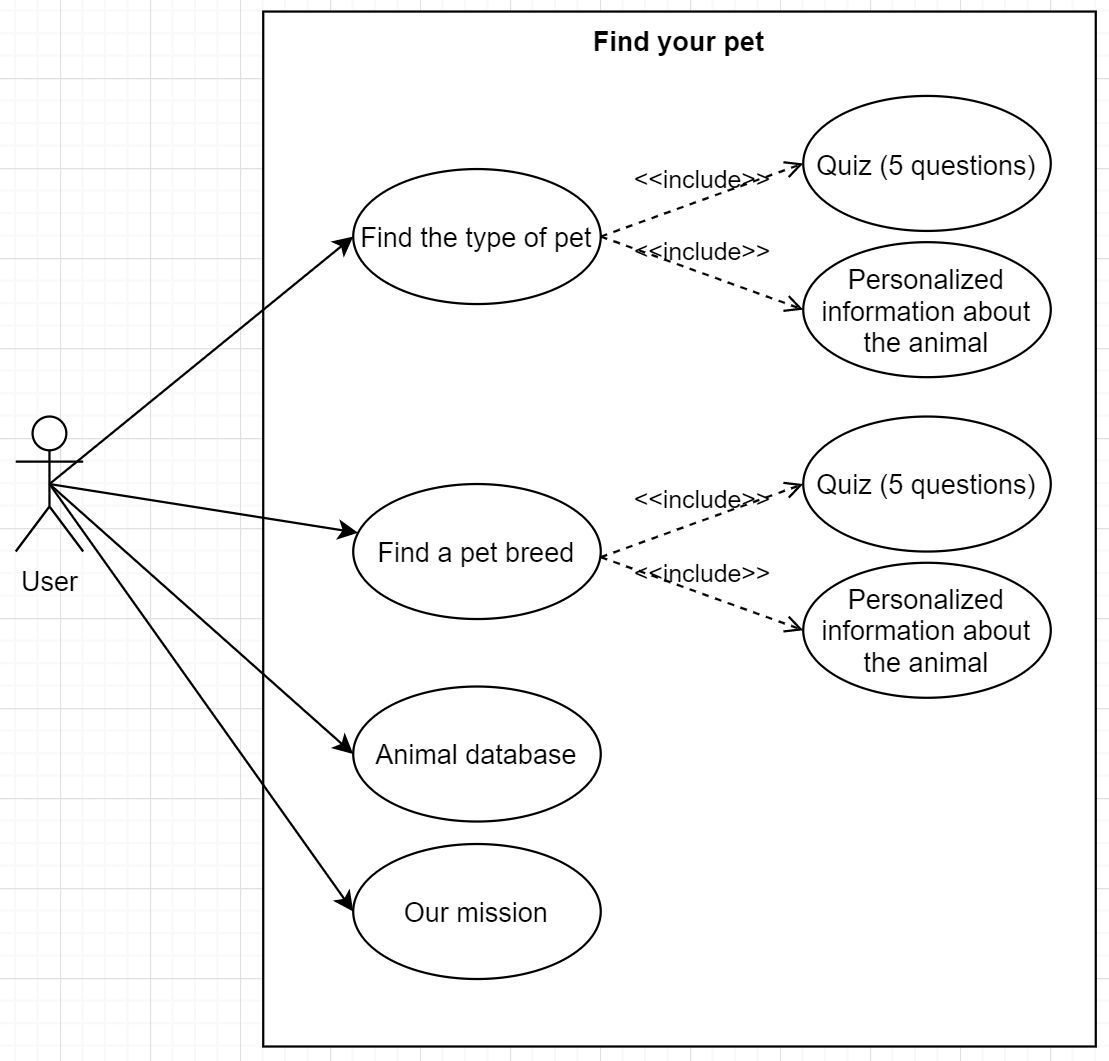 Find your pet
Find the type of pet
<<include>>
Quiz (5 questions)
<<include>>
Personalized
information about
the animal
User
Find a pet breed
<<include>>
Quiz (5 questions)
<<include>>
Personalized
information about
the animal
Animal database
Our mission